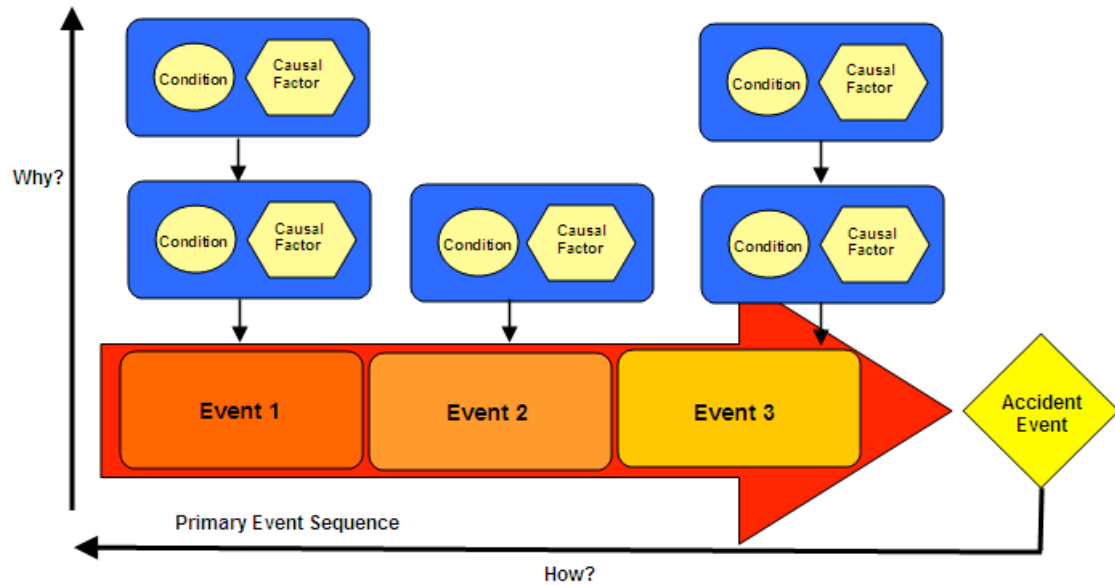 Condition
Causal
Factor
Condition
Causal
Factor
Why?
Condition
Causal
Factor
Condition
Causal
Factor
Condition
Causal
Factor
Event 1
Event 2
Event 3
Accident
Event
Primary Event Sequence
How?